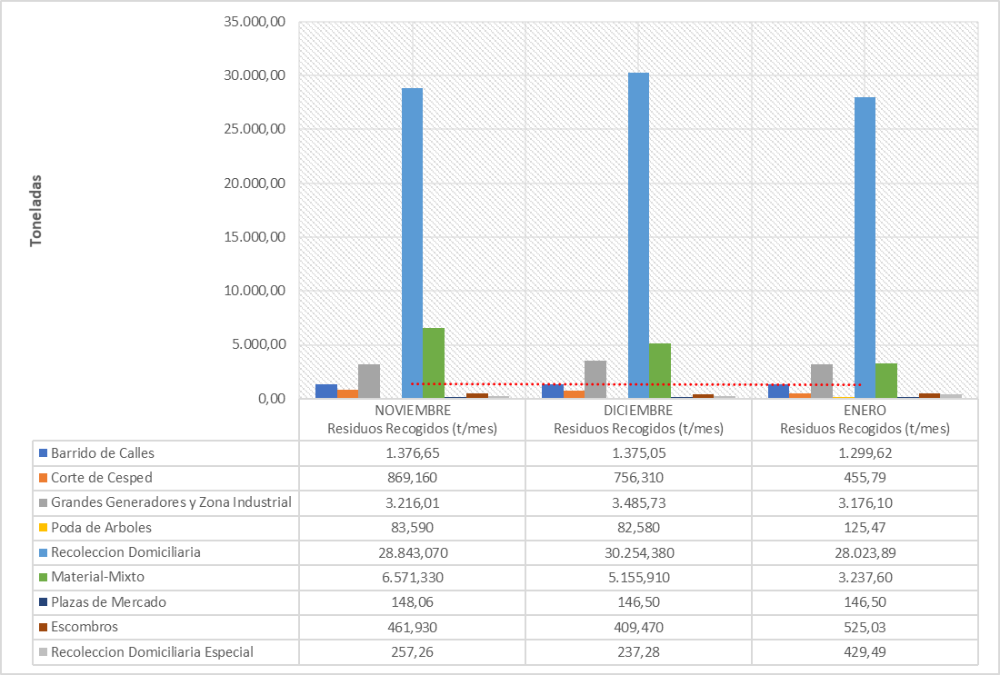 35.000,00
30.000,00
25.000,00
20.000,00
15.000,00
10.000,00
5.000,00
0,00
Toneladas
NOVIEMBRE DICIEMBRE ENERO
Residuos Recogidos (t/mes) Residuos Recogidos (t/mes) Residuos Recogidos (t/mes)
Barrido de Calles 1.376,65 1.375,05 1.299,62
Corte de Cesped 869,160 756,310 455,79
Grandes Generadores y Zona Industrial 3.216,01 3.485,73 3.176,10
Poda de Arboles 83,590 82,580 125,47
Recoleccion Domiciliaria 28.843,070 30.254,380 28.023,89
Material-Mixto 6.571,330 5.155,910 3.237,60
Plazas de Mercado 148,06 146,50 146,50
Escombros 461,930 409,470 525,03
Recoleccion Domiciliaria Especial 257,26 237,28 429,49